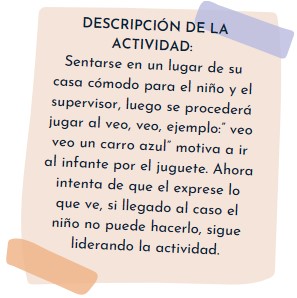 DESCRIPCIÓN DE LA
ACTIVIDAD:
Sentarse en un lugar de su
casa cómodo para el niño y el
supervisor, luego se procederá
jugar al veo, veo, ejemplo:“ veo
veo un carro azul” motiva a ir
al infante por el juguete. Ahora
intenta de que el exprese lo
que ve, si llegado al caso el
niño no puede hacerlo, sigue
liderando la actividad.